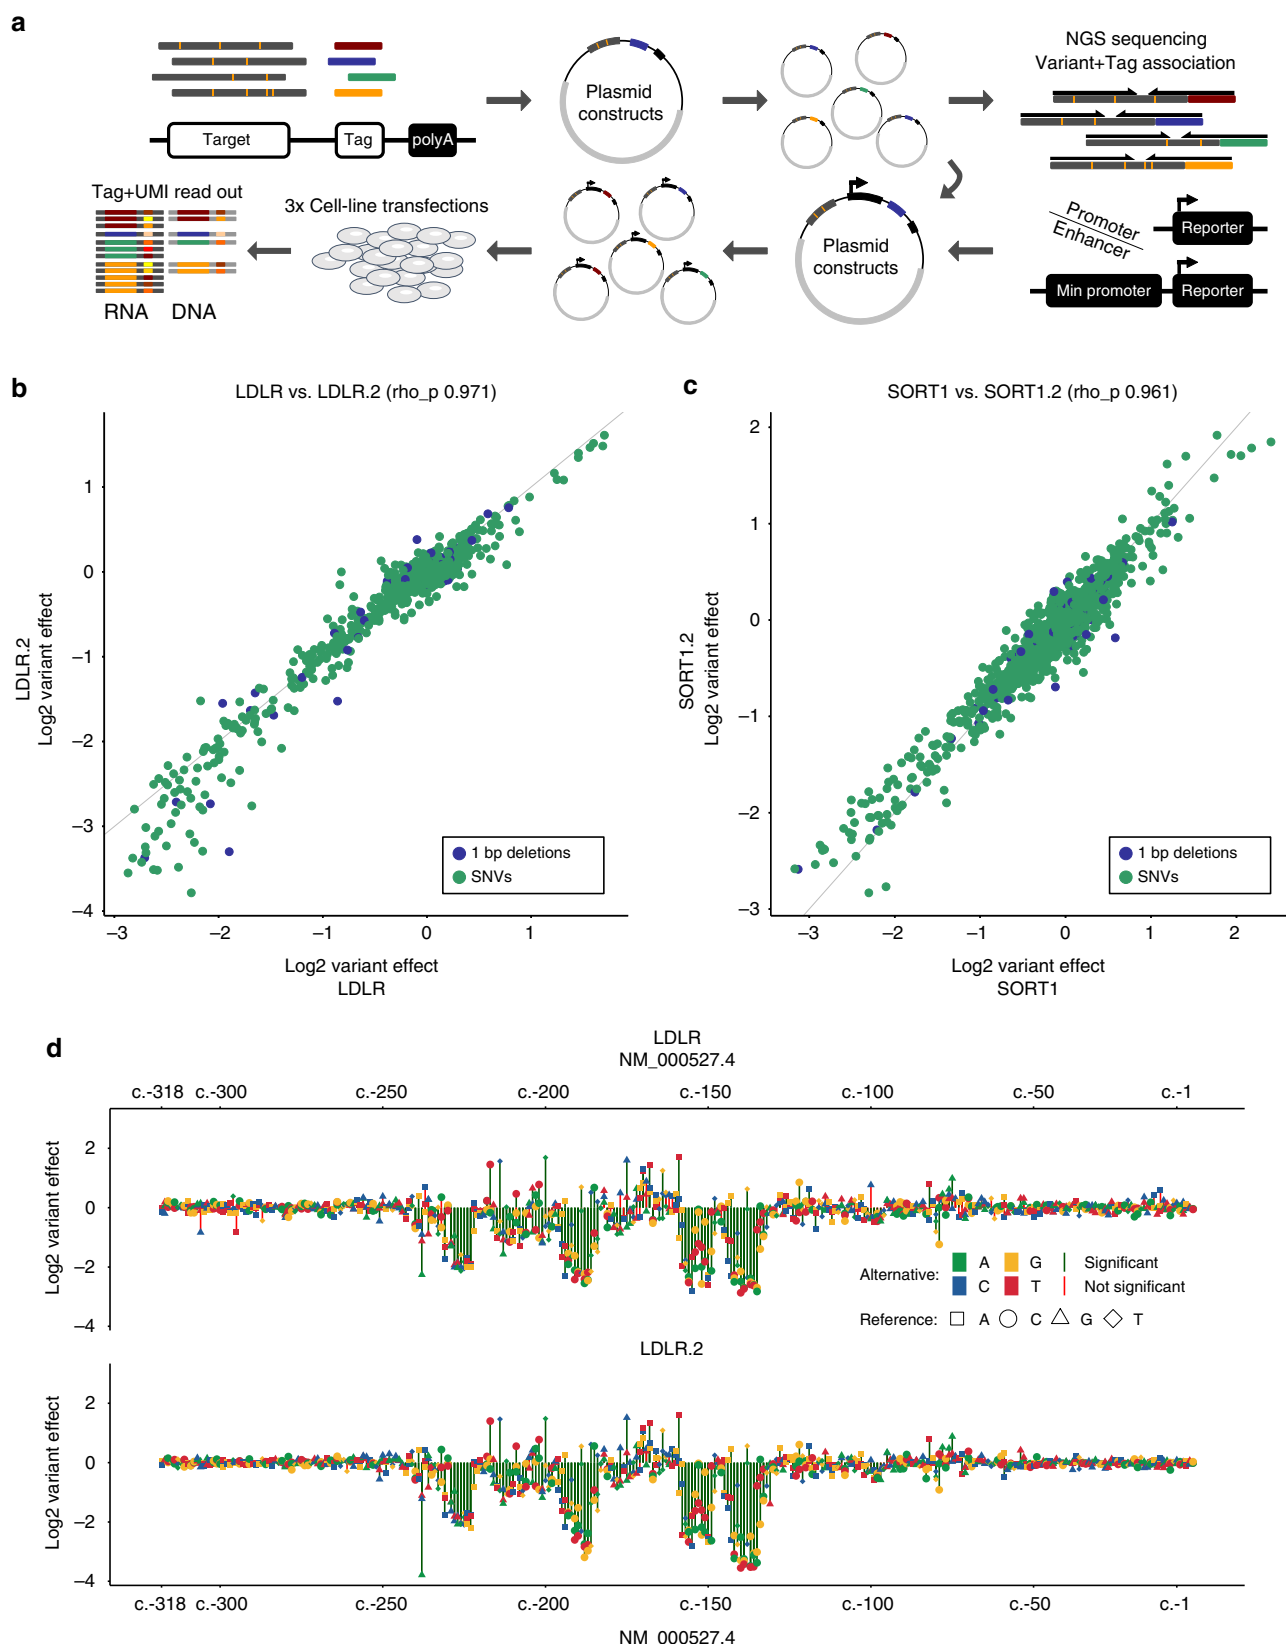 a
NGS sequencing
Variant+Tag association
Plasmid
constructs
Target
Tag
polyA
Tag+UMI read out
3x Cell-line transfections
RNA
DNA
Plasmid
constructs
Promoter
Enhancer
Reporter
Min promoter
Reporter
b
LDLR vs. LDLR.2 (rho_p 0.971)
1
0
−1
−2
−3
−4
LDLR.2
Log2 variant effect
1 bp deletions
SNVs
−3
−2
−1
0
1
Log2 variant effect
LDLR
c
SORT1 vs. SORT1.2 (rho_p 0.961)
2
1
0
−1
−2
−3
SORT1.2
Log2 variant effect
1 bp deletions
SNVs
−3
−2
−1
0
1
2
Log2 variant effect
SORT1
d
LDLR
NM_000527.4
c.-318 c.-300 c.-250 c.-200 c.-150 c.-100 c.-50 c.-1
Log2 variant effect
2
0
−2
−4
Alternative:
A
G
Significant
C
T
Not significant
Reference:
A
C
G
T
LDLR.2
Log2 variant effect
2
0
−2
−4
c.-318 c.-300 c.-250 c.-200 c.-150 c.-100 c.-50 c.-1
NM_000527.4